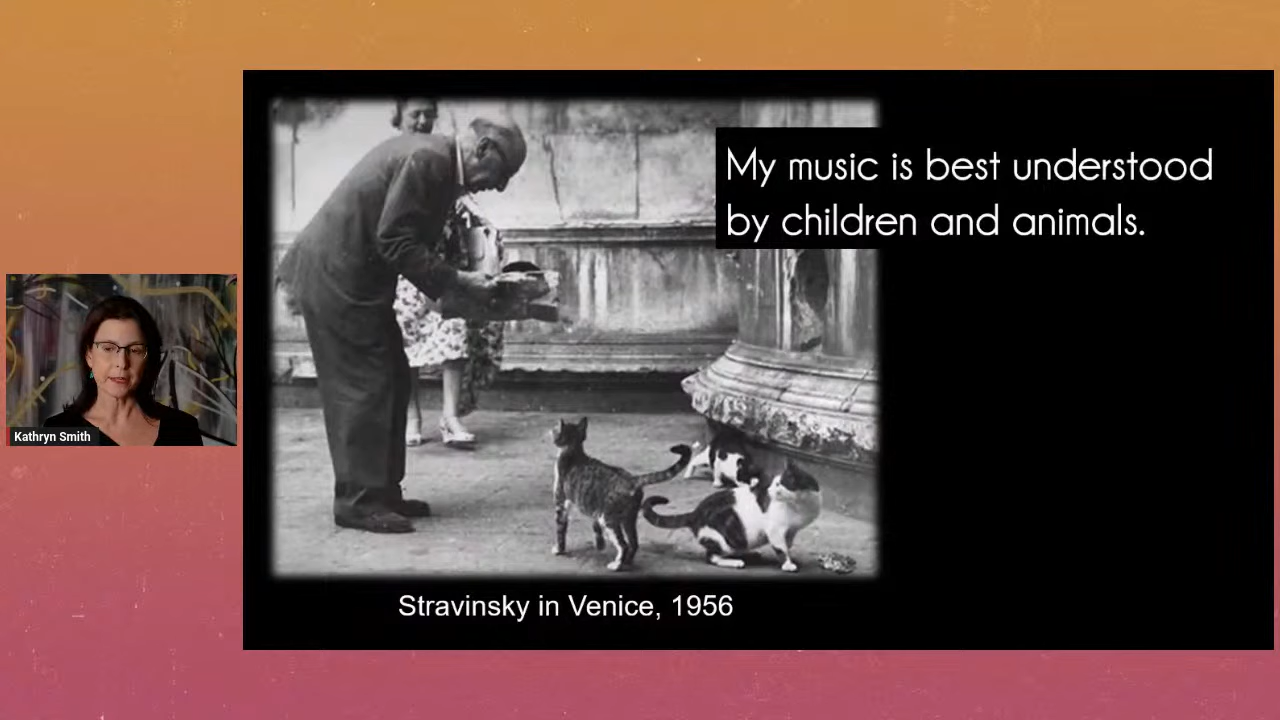 My music is best understood
by children and animals.
Kathryn Smith
Stravinsky in Venice, 1956